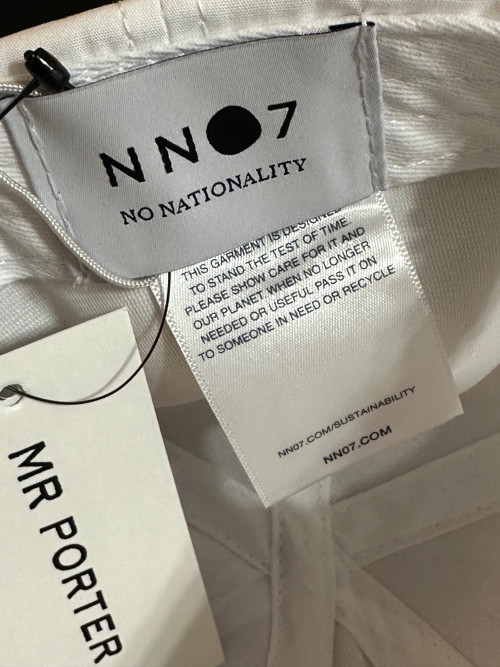 NN07
NO NATIONALITY
THIS GARMENT IS DESIGNED
TO STAND THE TEST OF TIME.
PLEASE SHOW CARE FOR IT AND
OUR PLANET. WHEN NO LONGER
NEEDED OR USEFUL PASS IT ON
TO SOMEONE IN NEED OR RECYCLE
NN07.COM/SUSTAINABILITY
NN07.COM
MR PORTER